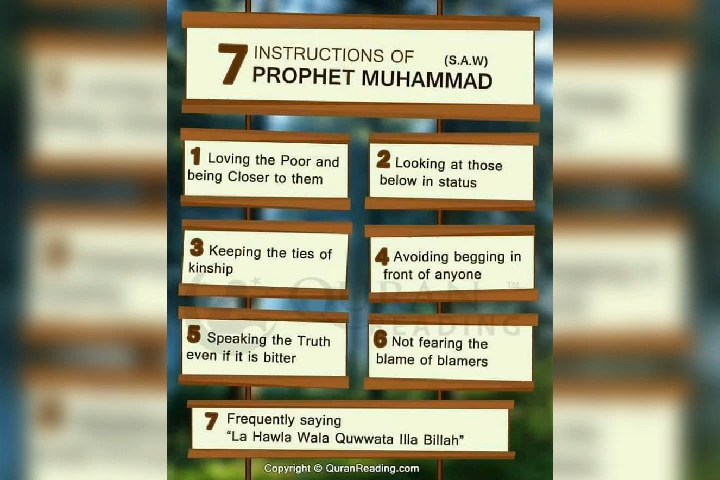 7 INSTRUCTIONS OF (S.A.W)
PROPHET MUHAMMAD
1 Loving the Poor and
being Closer to them
2 Looking at those
below in status
3 Keeping the ties of
kinship
4 Avoiding begging in
front of anyone
QURAN ™
READING
5 Speaking the Truth
even if it is bitter
6 Not fearing the
blame of blamers
7 Frequently saying
"La Hawla Wala Quwwata Illa Billah"
Copyright © QuranReading.com